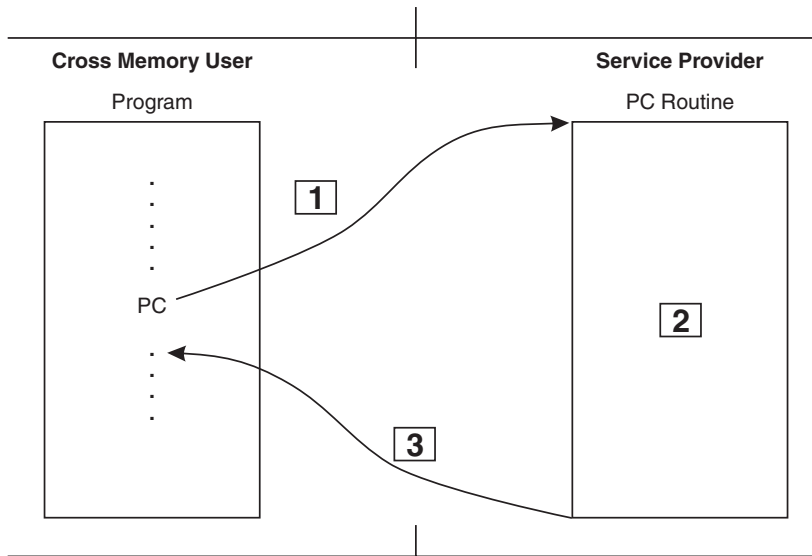 Cross Memory User
Service Provider
Program
PC Routine
1
PC
2
3